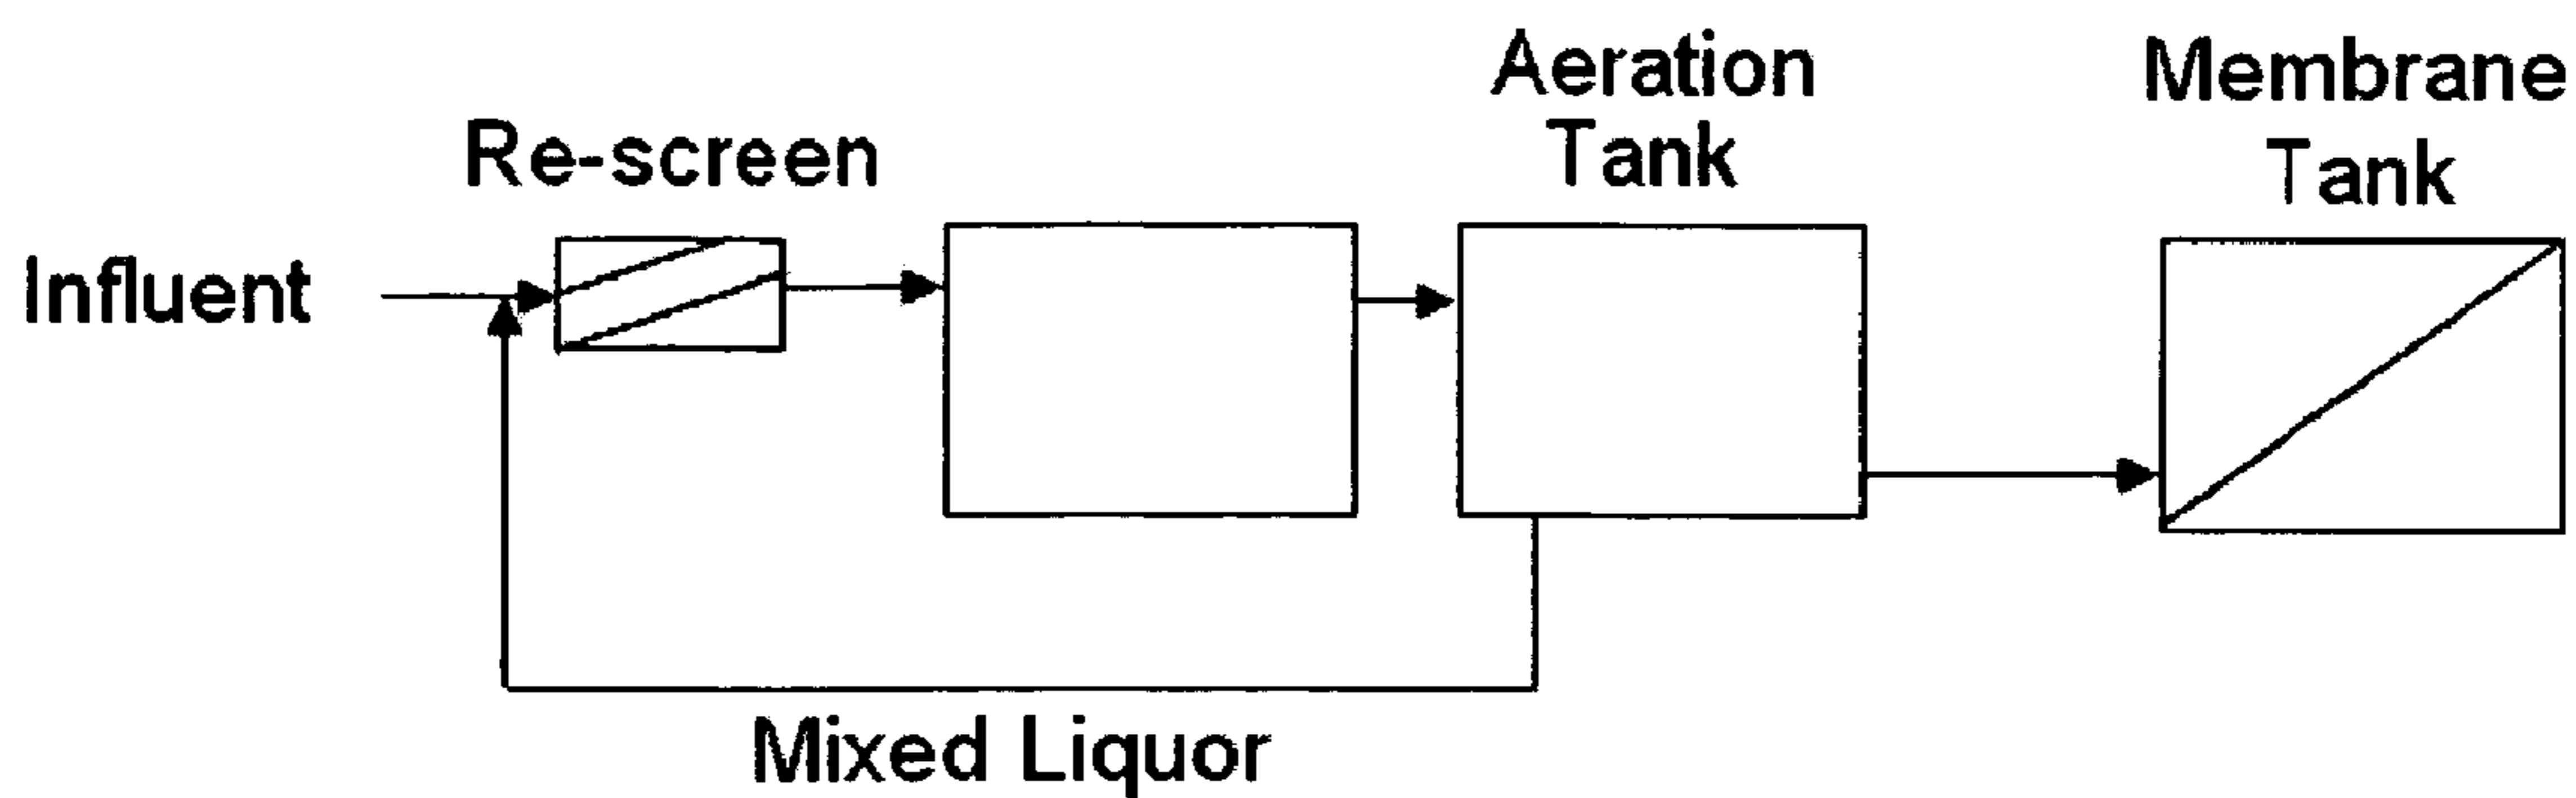 Influent
Re-screen
Aeration
Tank
Membrane
Tank
Mixed Liquor